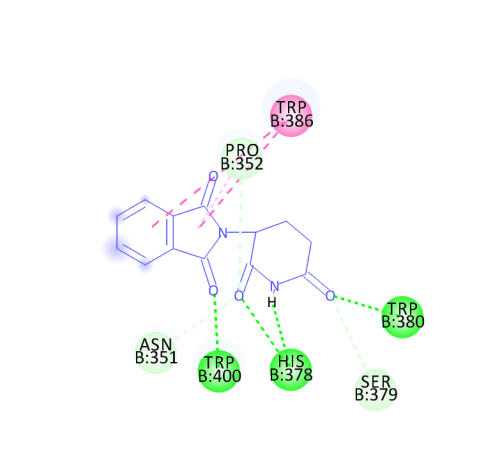 TRP
B:386
PRO
B:352
O
N
O
O
N
H
O
TRP
B:380
ASN
B:351
TRP
B:400
HIS
B:378
SER
B:379